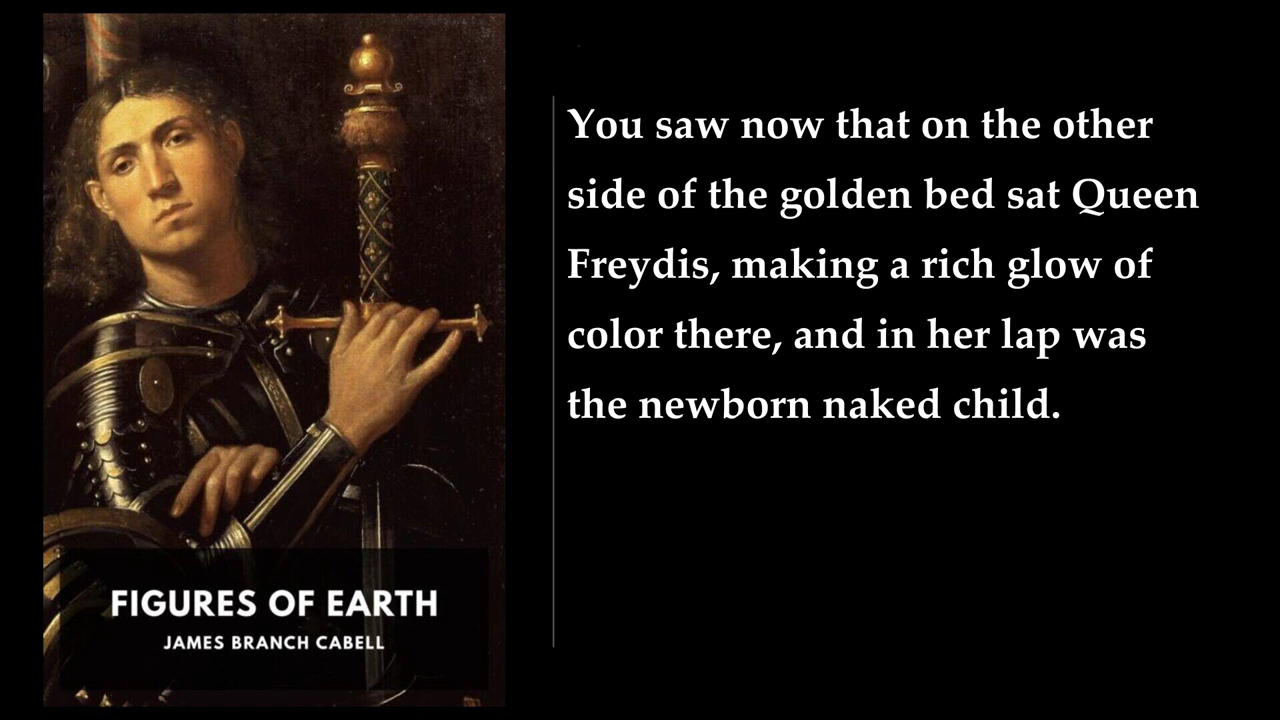 You saw now that on the other
side of the golden bed sat Queen
Freydis, making a rich glow of
color there, and in her lap was
the newborn naked child.
FIGURES OF EARTH
JAMES BRANCH CABELL